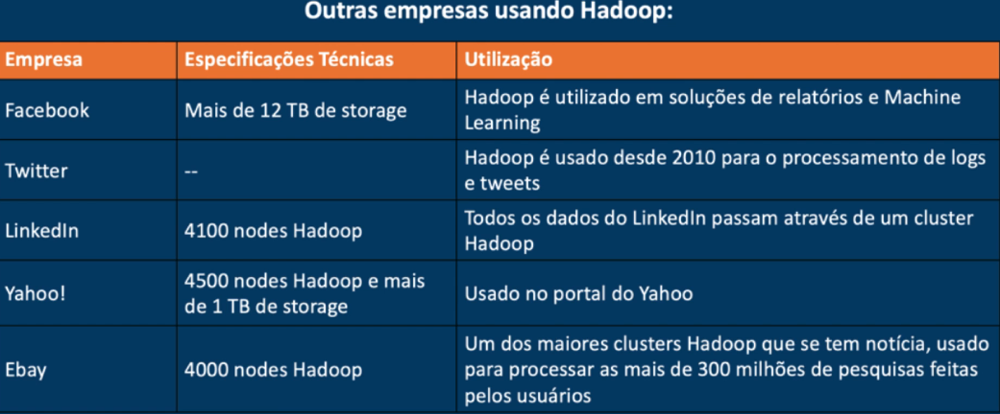 Outras empresas usando Hadoop:
Empresa
Especificações Técnicas
Utilização
Facebook
Mais de 12 TB de storage
Hadoop é utilizado em soluções de relatórios e Machine
Learning
Twitter
--
Hadoop é usado desde 2010 para o processamento de logs
e tweets
LinkedIn
4100 nodes Hadoop
Todos os dados do LinkedIn passam através de um cluster
Hadoop
Yahoo!
4500 nodes Hadoop e mais
de 1 TB de storage
Usado no portal do Yahoo
Ebay
4000 nodes Hadoop
Um dos maiores clusters Hadoop que se tem notícia, usado
para processar as mais de 300 milhões de pesquisas feitas
pelos usuários